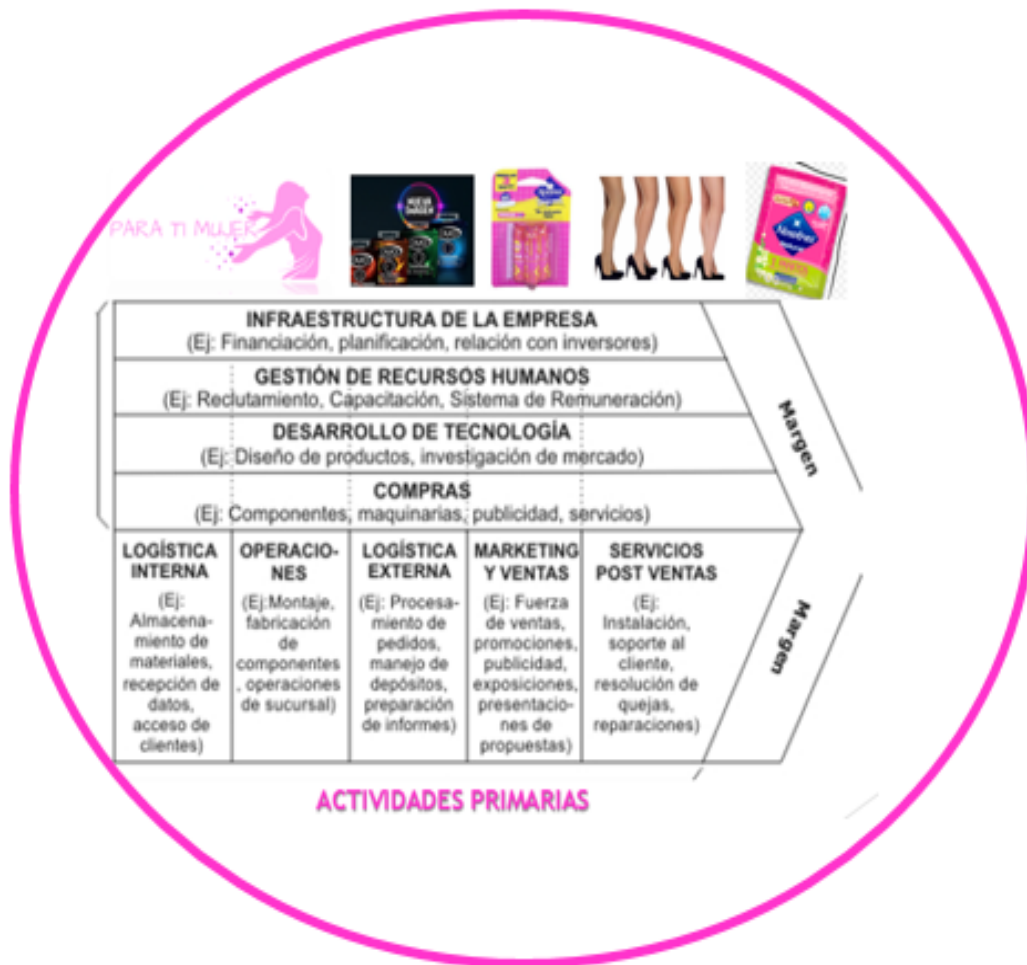 PARA TI MUJER
NUEVA
IMAGEN
Nosotras
INFRAESTRUCTURA DE LA EMPRESA
(Ej: Financiación, planificación, relación con inversores)
GESTIÓN DE RECURSOS HUMANOS
(Ej: Reclutamiento, Capacitación, Sistema de Remuneración)
DESARROLLO DE TECNOLOGÍA
(Ej: Diseño de productos, investigación de mercado)
COMPRAS
(Ej: Componentes, maquinarias, publicidad, servicios)
Margen
LOGÍSTICA
INTERNA
(Ej:
Almacena-
miento de
materiales,
recepción de
datos,
acceso de
clientes)
OPERACIO-
NES
(Ej:Montaje,
fabricación
de
componentes
, operaciones
de sucursal)
LOGÍSTICA
EXTERNA
(Ej: Procesa-
miento de
pedidos,
manejo de
depósitos,
preparación
de informes)
MARKETING
Y VENTAS
(Ej: Fuerza
de ventas,
promociones,
publicidad,
exposiciones,
presentacio-
nes de
propuestas)
SERVICIOS
POST VENTAS
(Ej:
Instalación,
soporte al
cliente,
resolución de
quejas,
reparaciones)
Margen
ACTIVIDADES PRIMARIAS